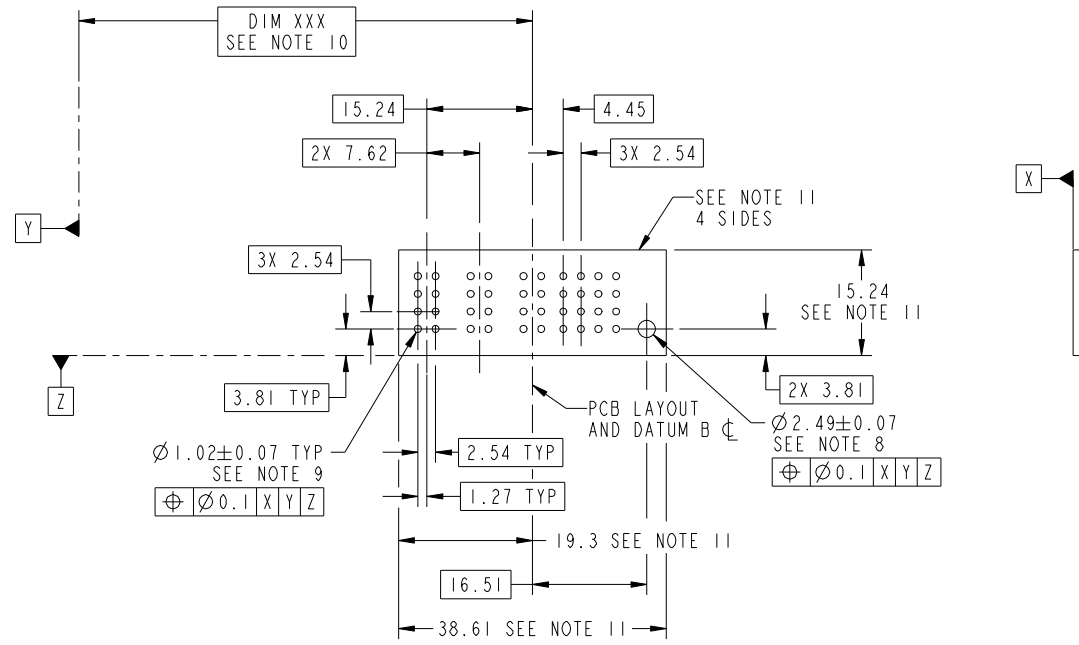 DIM XXX
SEE NOTE 10
15.24
4.45
2X 7.62
3X 2.54
X
SEE NOTE 11
4 SIDES
Y
3X 2.54
15.24
SEE NOTE 11
Z
3.81 TYP
2X 3.81
PCB LAYOUT
AND DATUM B ℄
Ø1.02±0.07 TYP
SEE NOTE 9
⌖ Ø0.1 X Y Z
2.54 TYP
Ø2.49±0.07
SEE NOTE 8
⌖ Ø0.1 X Y Z
1.27 TYP
19.3 SEE NOTE 11
16.51
38.61 SEE NOTE 11